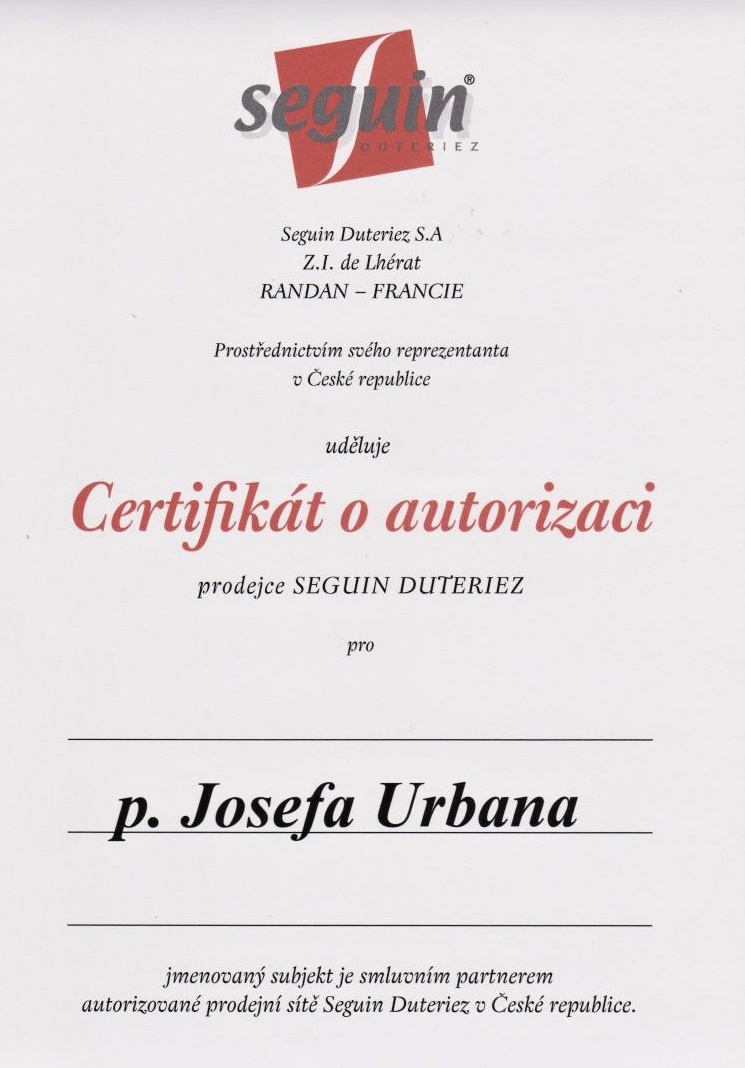 seguin®
DUTERIEZ
Seguin Duteriez S.A
Z.I. de Lhérat
RANDAN – FRANCIE
Prostřednictvím svého reprezentanta
v České republice
uděluje
Certifikát o autorizaci
prodejce SEGUIN DUTERIEZ
pro
p. Josefa Urbana
jmenovaný subjekt je smluvním partnerem
autorizované prodejní sítě Seguin Duteriez v České republice.